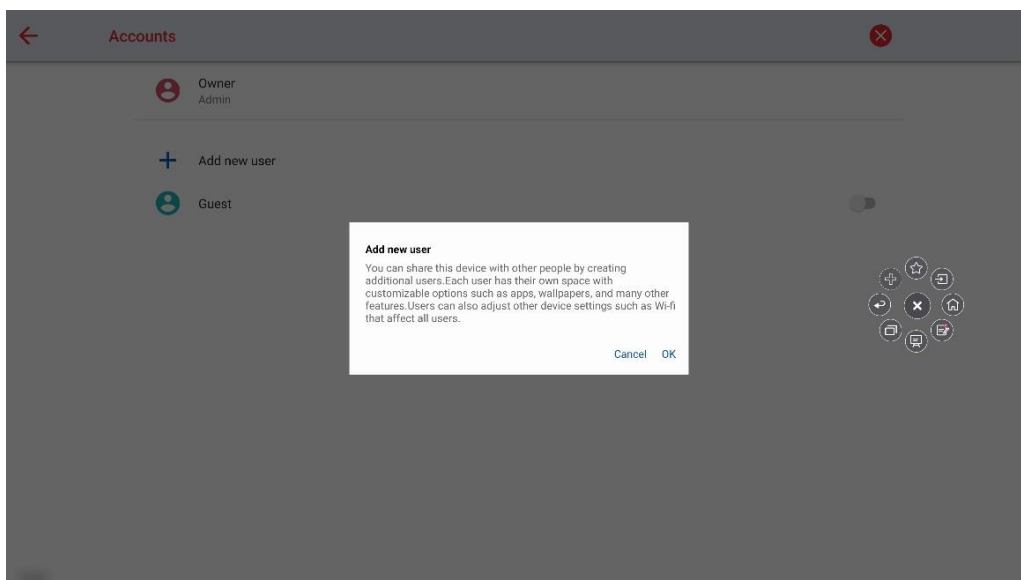 Accounts
Owner
Admin
Add new user
Guest
Add new user
You can share this device with other people by creating
additional users.Each user has their own space with
customizable options such as apps, wallpapers, and many other
features.Users can also adjust other device settings such as Wi-fi
that affect all users.
Cancel OK